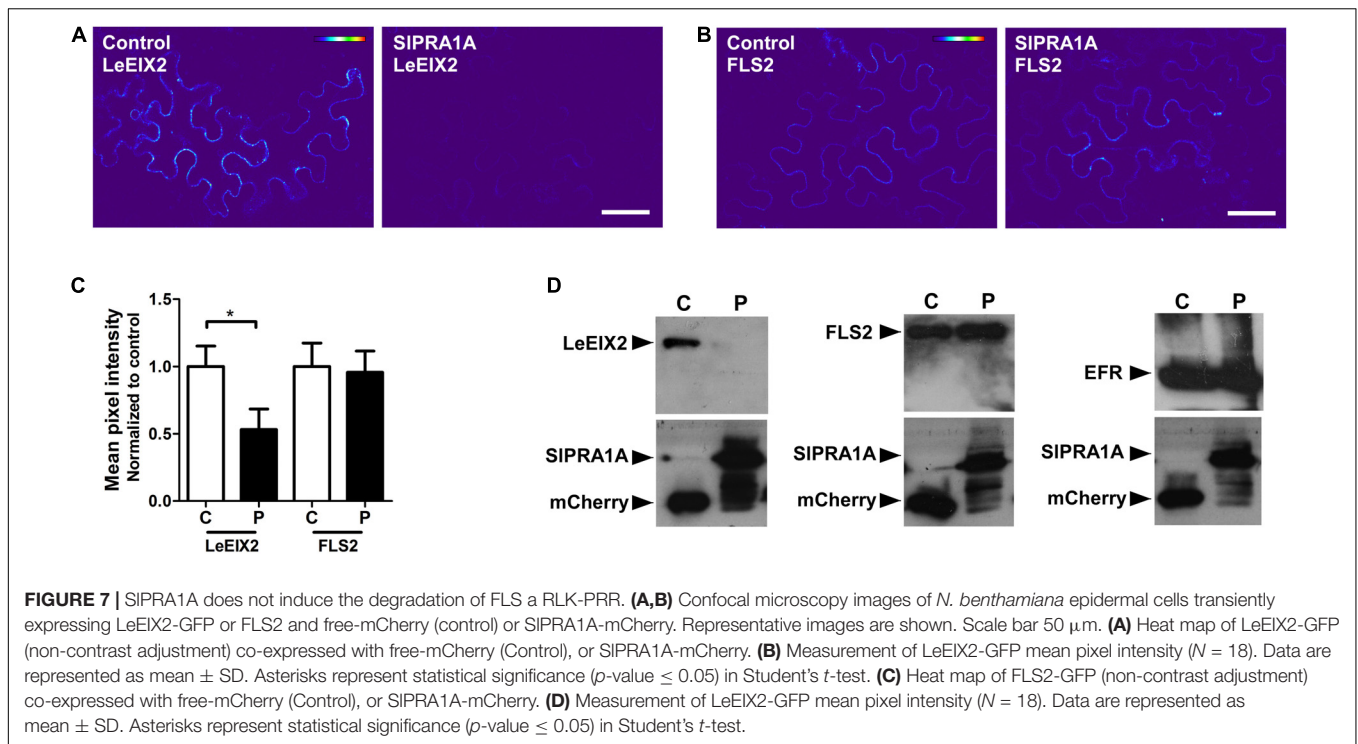 A
Control
LeEIX2
SlPRA1A
LeEIX2
B
Control
FLS2
SlPRA1A
FLS2
C
Mean pixel intensity
Normalized to control
1.5
1.0
0.5
0.0
*
C
P
C
P
LeEIX2
FLS2
D
C
P
LeEIX2
SlPRA1A
mCherry
C
P
FLS2
SlPRA1A
mCherry
C
P
EFR
SlPRA1A
mCherry
FIGURE 7 | SlPRA1A does not induce the degradation of FLS a RLK-PRR. (A,B) Confocal microscopy images of N. benthamiana epidermal cells transiently
expressing LeEIX2-GFP or FLS2 and free-mCherry (control) or SlPRA1A-mCherry. Representative images are shown. Scale bar 50 μm. (A) Heat map of LeEIX2-GFP
(non-contrast adjustment) co-expressed with free-mCherry (Control), or SlPRA1A-mCherry. (B) Measurement of LeEIX2-GFP mean pixel intensity (N = 18). Data are
represented as mean ± SD. Asterisks represent statistical significance (p-value ≤ 0.05) in Student's t-test. (C) Heat map of FLS2-GFP (non-contrast adjustment)
co-expressed with free-mCherry (Control), or SlPRA1A-mCherry. (D) Measurement of LeEIX2-GFP mean pixel intensity (N = 18). Data are represented as
mean ± SD. Asterisks represent statistical significance (p-value ≤ 0.05) in Student's t-test.